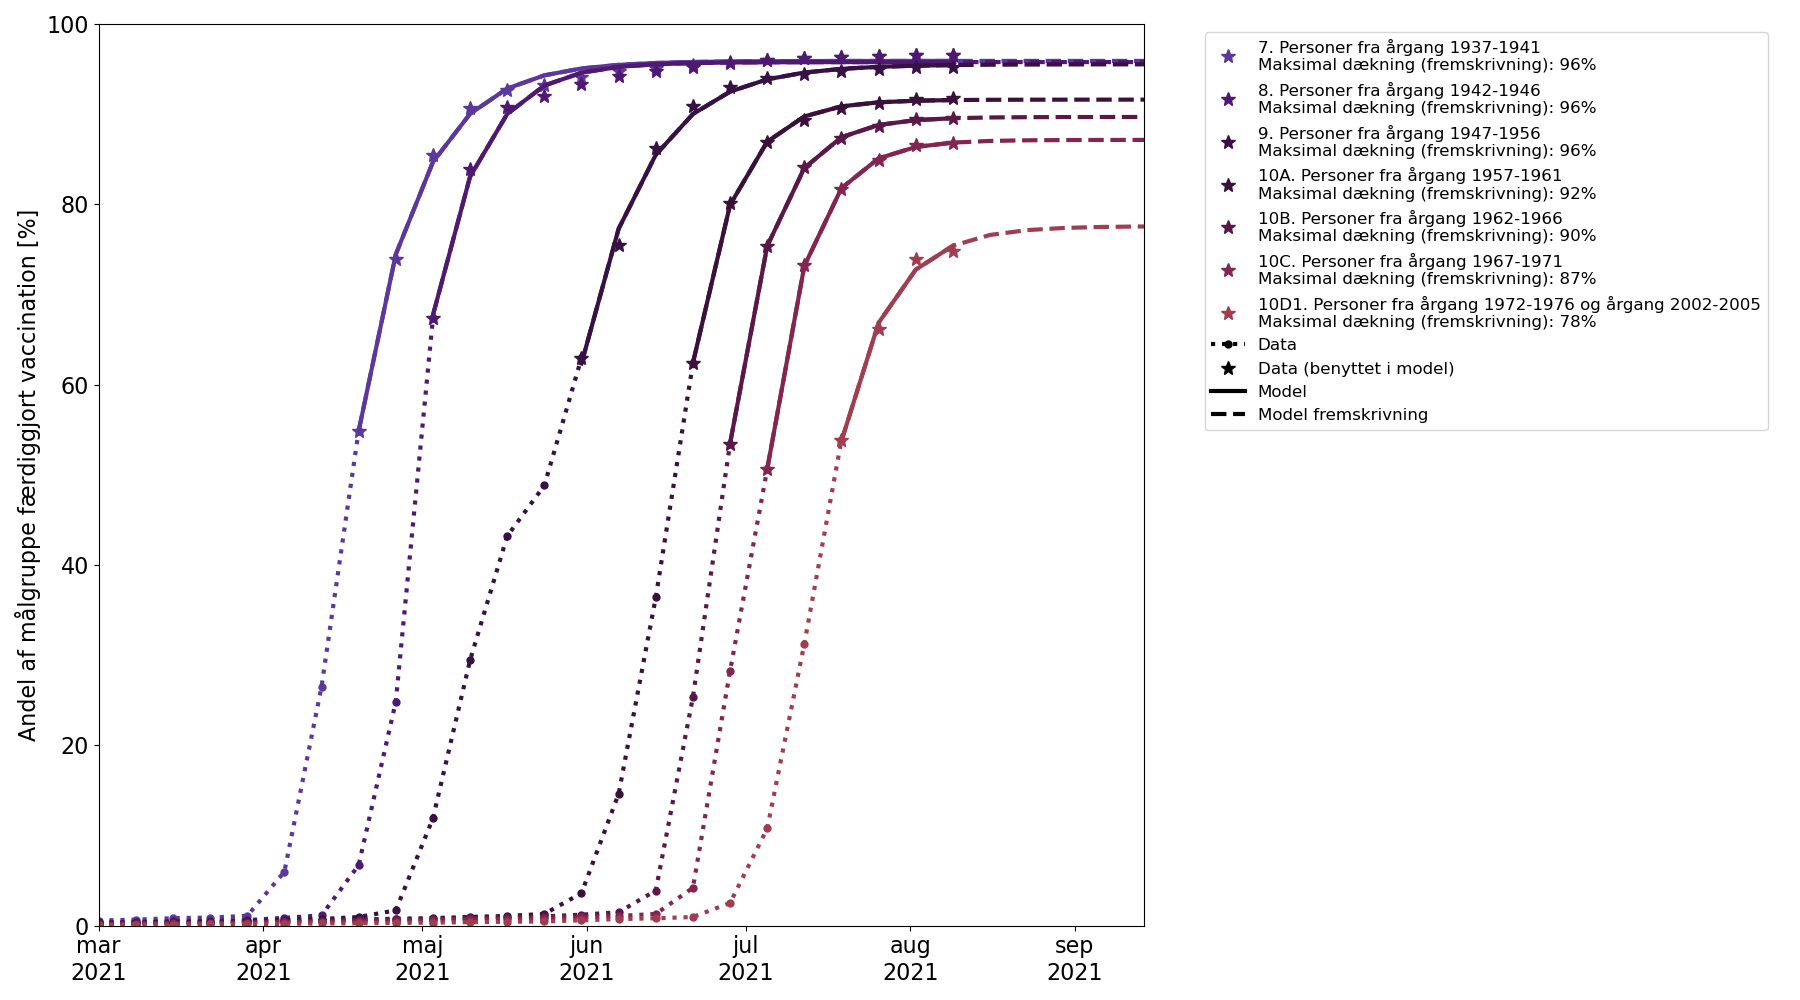 100
80
60
40
20
0
Andel af målgruppe færdiggjort vaccination [%]
mar
2021
apr
2021
maj
2021
jun
2021
jul
2021
aug
2021
sep
2021
7. Personer fra årgang 1937-1941
Maksimal dækning (fremskrivning): 96%
8. Personer fra årgang 1942-1946
Maksimal dækning (fremskrivning): 96%
9. Personer fra årgang 1947-1956
Maksimal dækning (fremskrivning): 96%
10A. Personer fra årgang 1957-1961
Maksimal dækning (fremskrivning): 92%
10B. Personer fra årgang 1962-1966
Maksimal dækning (fremskrivning): 90%
10C. Personer fra årgang 1967-1971
Maksimal dækning (fremskrivning): 87%
10D1. Personer fra årgang 1972-1976 og årgang 2002-2005
Maksimal dækning (fremskrivning): 78%
Data
Data (benyttet i model)
Model
Model fremskrivning